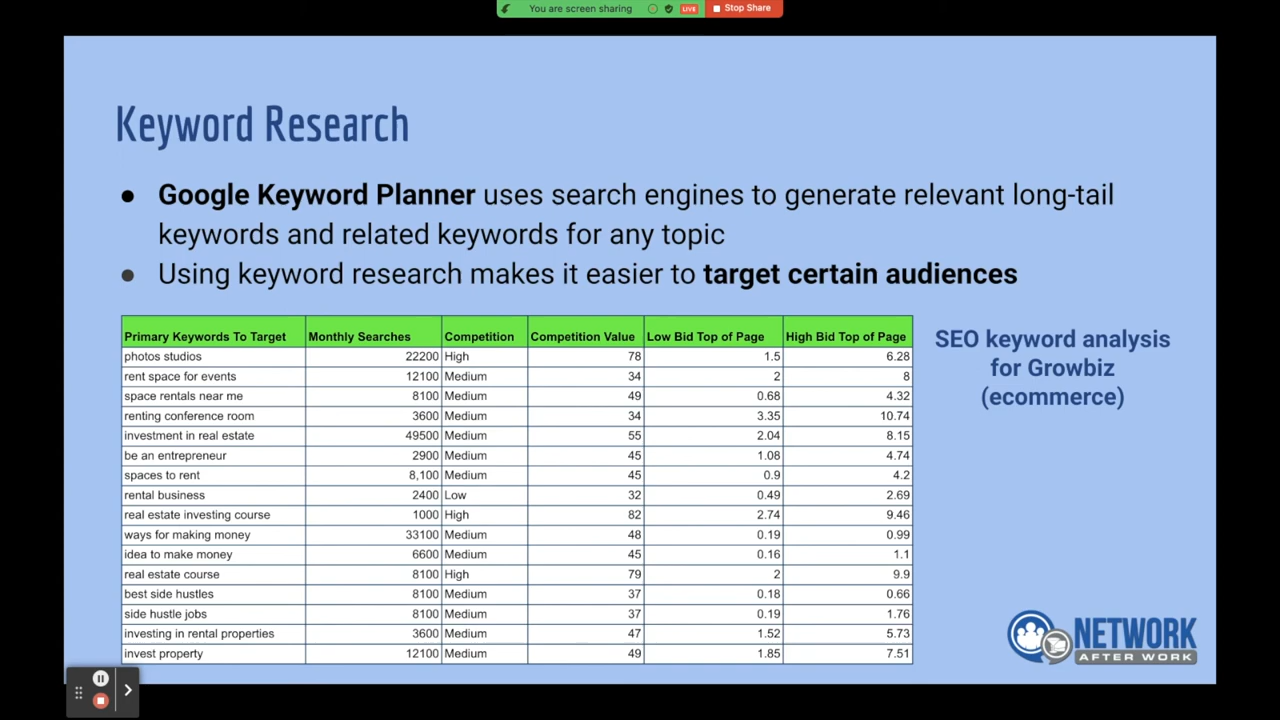 You are screen sharing LIVE Stop Share
Keyword Research
● Google Keyword Planner uses search engines to generate relevant long-tail
keywords and related keywords for any topic
● Using keyword research makes it easier to target certain audiences
Primary Keywords To Target Monthly Searches Competition Competition Value Low Bid Top of Page High Bid Top of Page
photos studios 22200 High 78 1.5 6.28
rent space for events 12100 Medium 34 2 8
space rentals near me 8100 Medium 49 0.68 4.32
renting conference room 3600 Medium 34 3.35 10.74
investment in real estate 49500 Medium 55 2.04 8.15
be an entrepreneur 2900 Medium 45 1.08 4.74
spaces to rent 8,100 Medium 45 0.9 4.2
rental business 2400 Low 32 0.49 2.69
real estate investing course 1000 High 82 2.74 9.46
ways for making money 33100 Medium 48 0.19 0.99
idea to make money 6600 Medium 45 0.16 1.1
real estate course 8100 High 79 2 9.9
best side hustles 8100 Medium 37 0.18 0.66
side hustle jobs 8100 Medium 37 0.19 1.76
investing in rental properties 3600 Medium 47 1.52 5.73
invest property 12100 Medium 49 1.85 7.51
SEO keyword analysis
for Growbiz
(ecommerce)
NETWORK
AFTER WORK